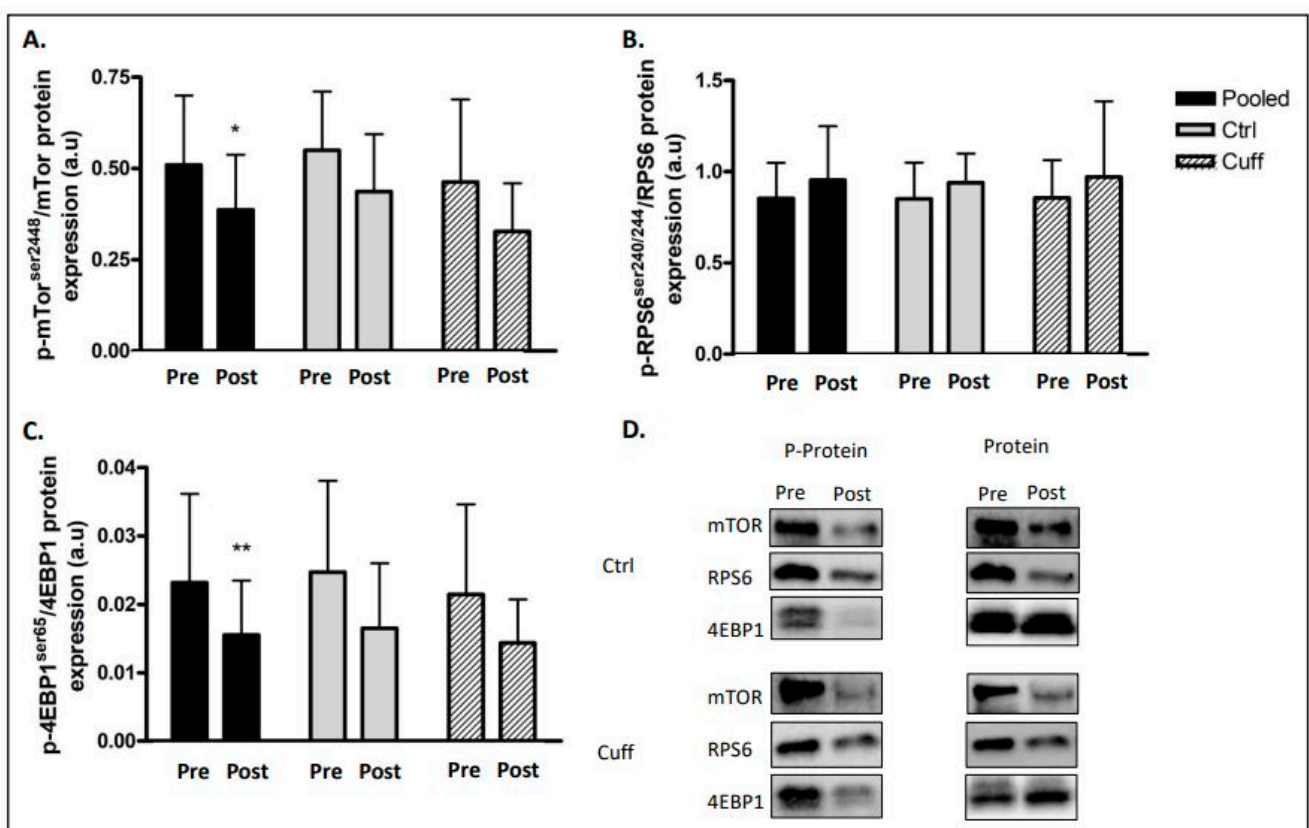 A.
p-mTor^ser2448/mTor protein
expression (a.u)
0.75
0.50
0.25
0.00
*
Pre Post Pre Post Pre Post
B.
p-RPS6^ser240/244/RPS6 protein
expression (a.u)
1.5
1.0
0.5
0.0
Pre Post Pre Post Pre Post
Pooled
Ctrl
Cuff
C.
p-4EBP1^ser65/4EBP1 protein
expression (a.u)
0.04
0.03
0.02
0.01
0.00
**
Pre Post Pre Post Pre Post
D.
P-Protein Protein
Pre Post Pre Post
Ctrl
mTOR
RPS6
4EBP1
Cuff
mTOR
RPS6
4EBP1